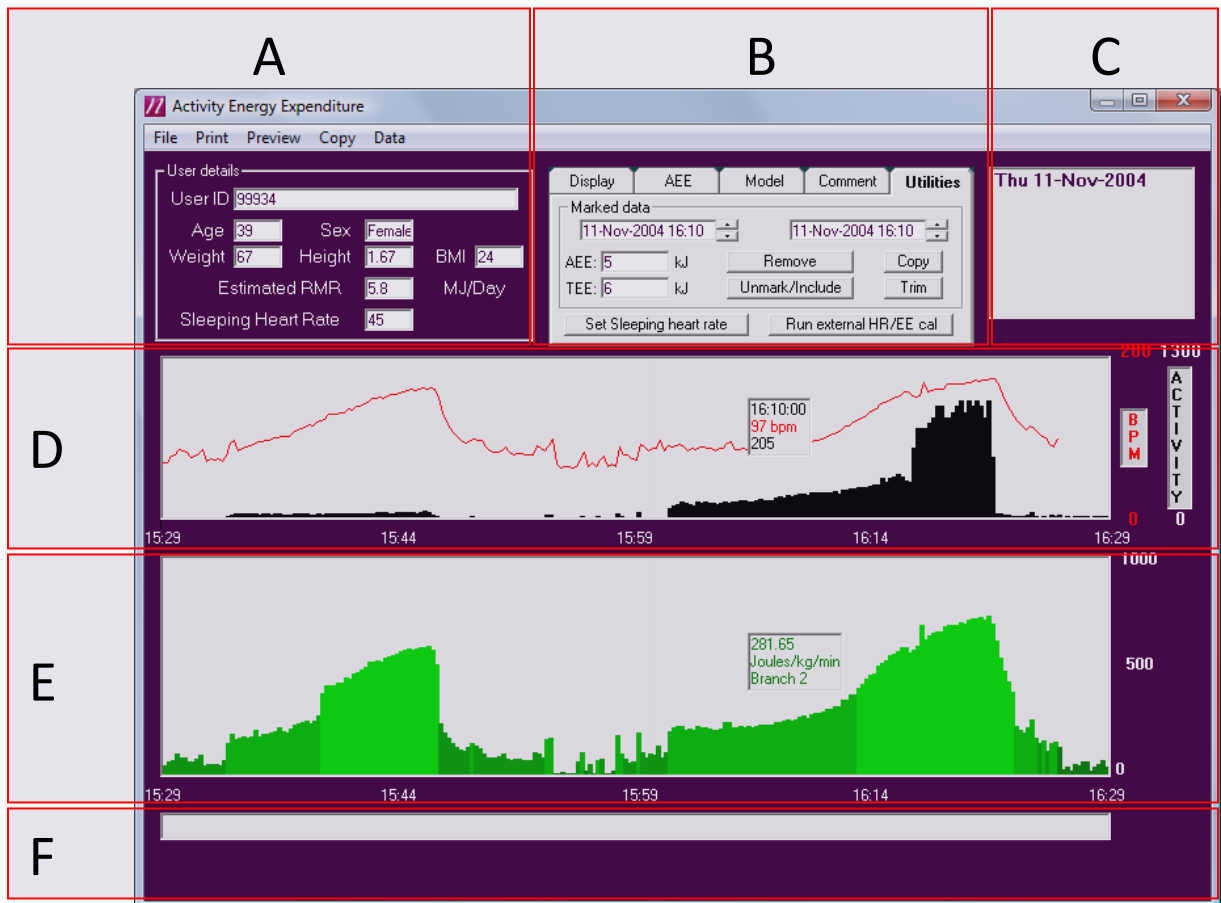 A
B
C
Activity Energy Expenditure
File Print Preview Copy Data
User details
User ID 99934
Age 39 Sex Female
Weight 67 Height 1.67 BMI 24
Estimated RMR 5.8 MJ/Day
Sleeping Heart Rate 45
Display AEE Model Comment Utilities
Marked data
11-Nov-2004 16:10 11-Nov-2004 16:10
AEE: 5 kJ Remove Copy
TEE: 6 kJ Unmark/Include Trim
Set Sleeping heart rate Run external HR/EE cal
Thu 11-Nov-2004
D
200 1300
16:10:00
97 bpm
205
BPM
ACTIVITY
0 0
15:29 15:44 15:59 16:14 16:29
E
1000
281.65
Joules/kg/min
Branch 2
500
0
15:29 15:44 15:59 16:14 16:29
F